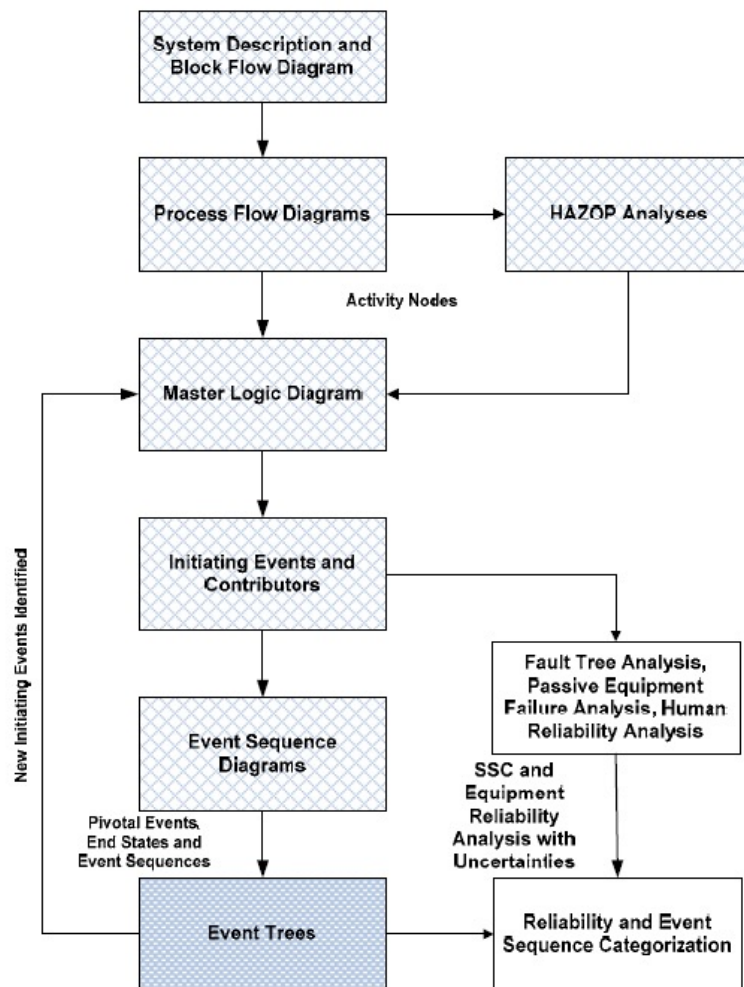 System Description and
Block Flow Diagram
Process Flow Diagrams
HAZOP Analyses
Activity Nodes
Master Logic Diagram
New Initiating Events Identified
Initiating Events and
Contributors
Fault Tree Analysis,
Passive Equipment
Failure Analysis, Human
Reliability Analysis
Event Sequence
Diagrams
SSC and
Equipment
Reliability
Analysis with
Uncertainties
Pivotal Events,
End States and
Event Sequences
Event Trees
Reliability and Event
Sequence Categorization